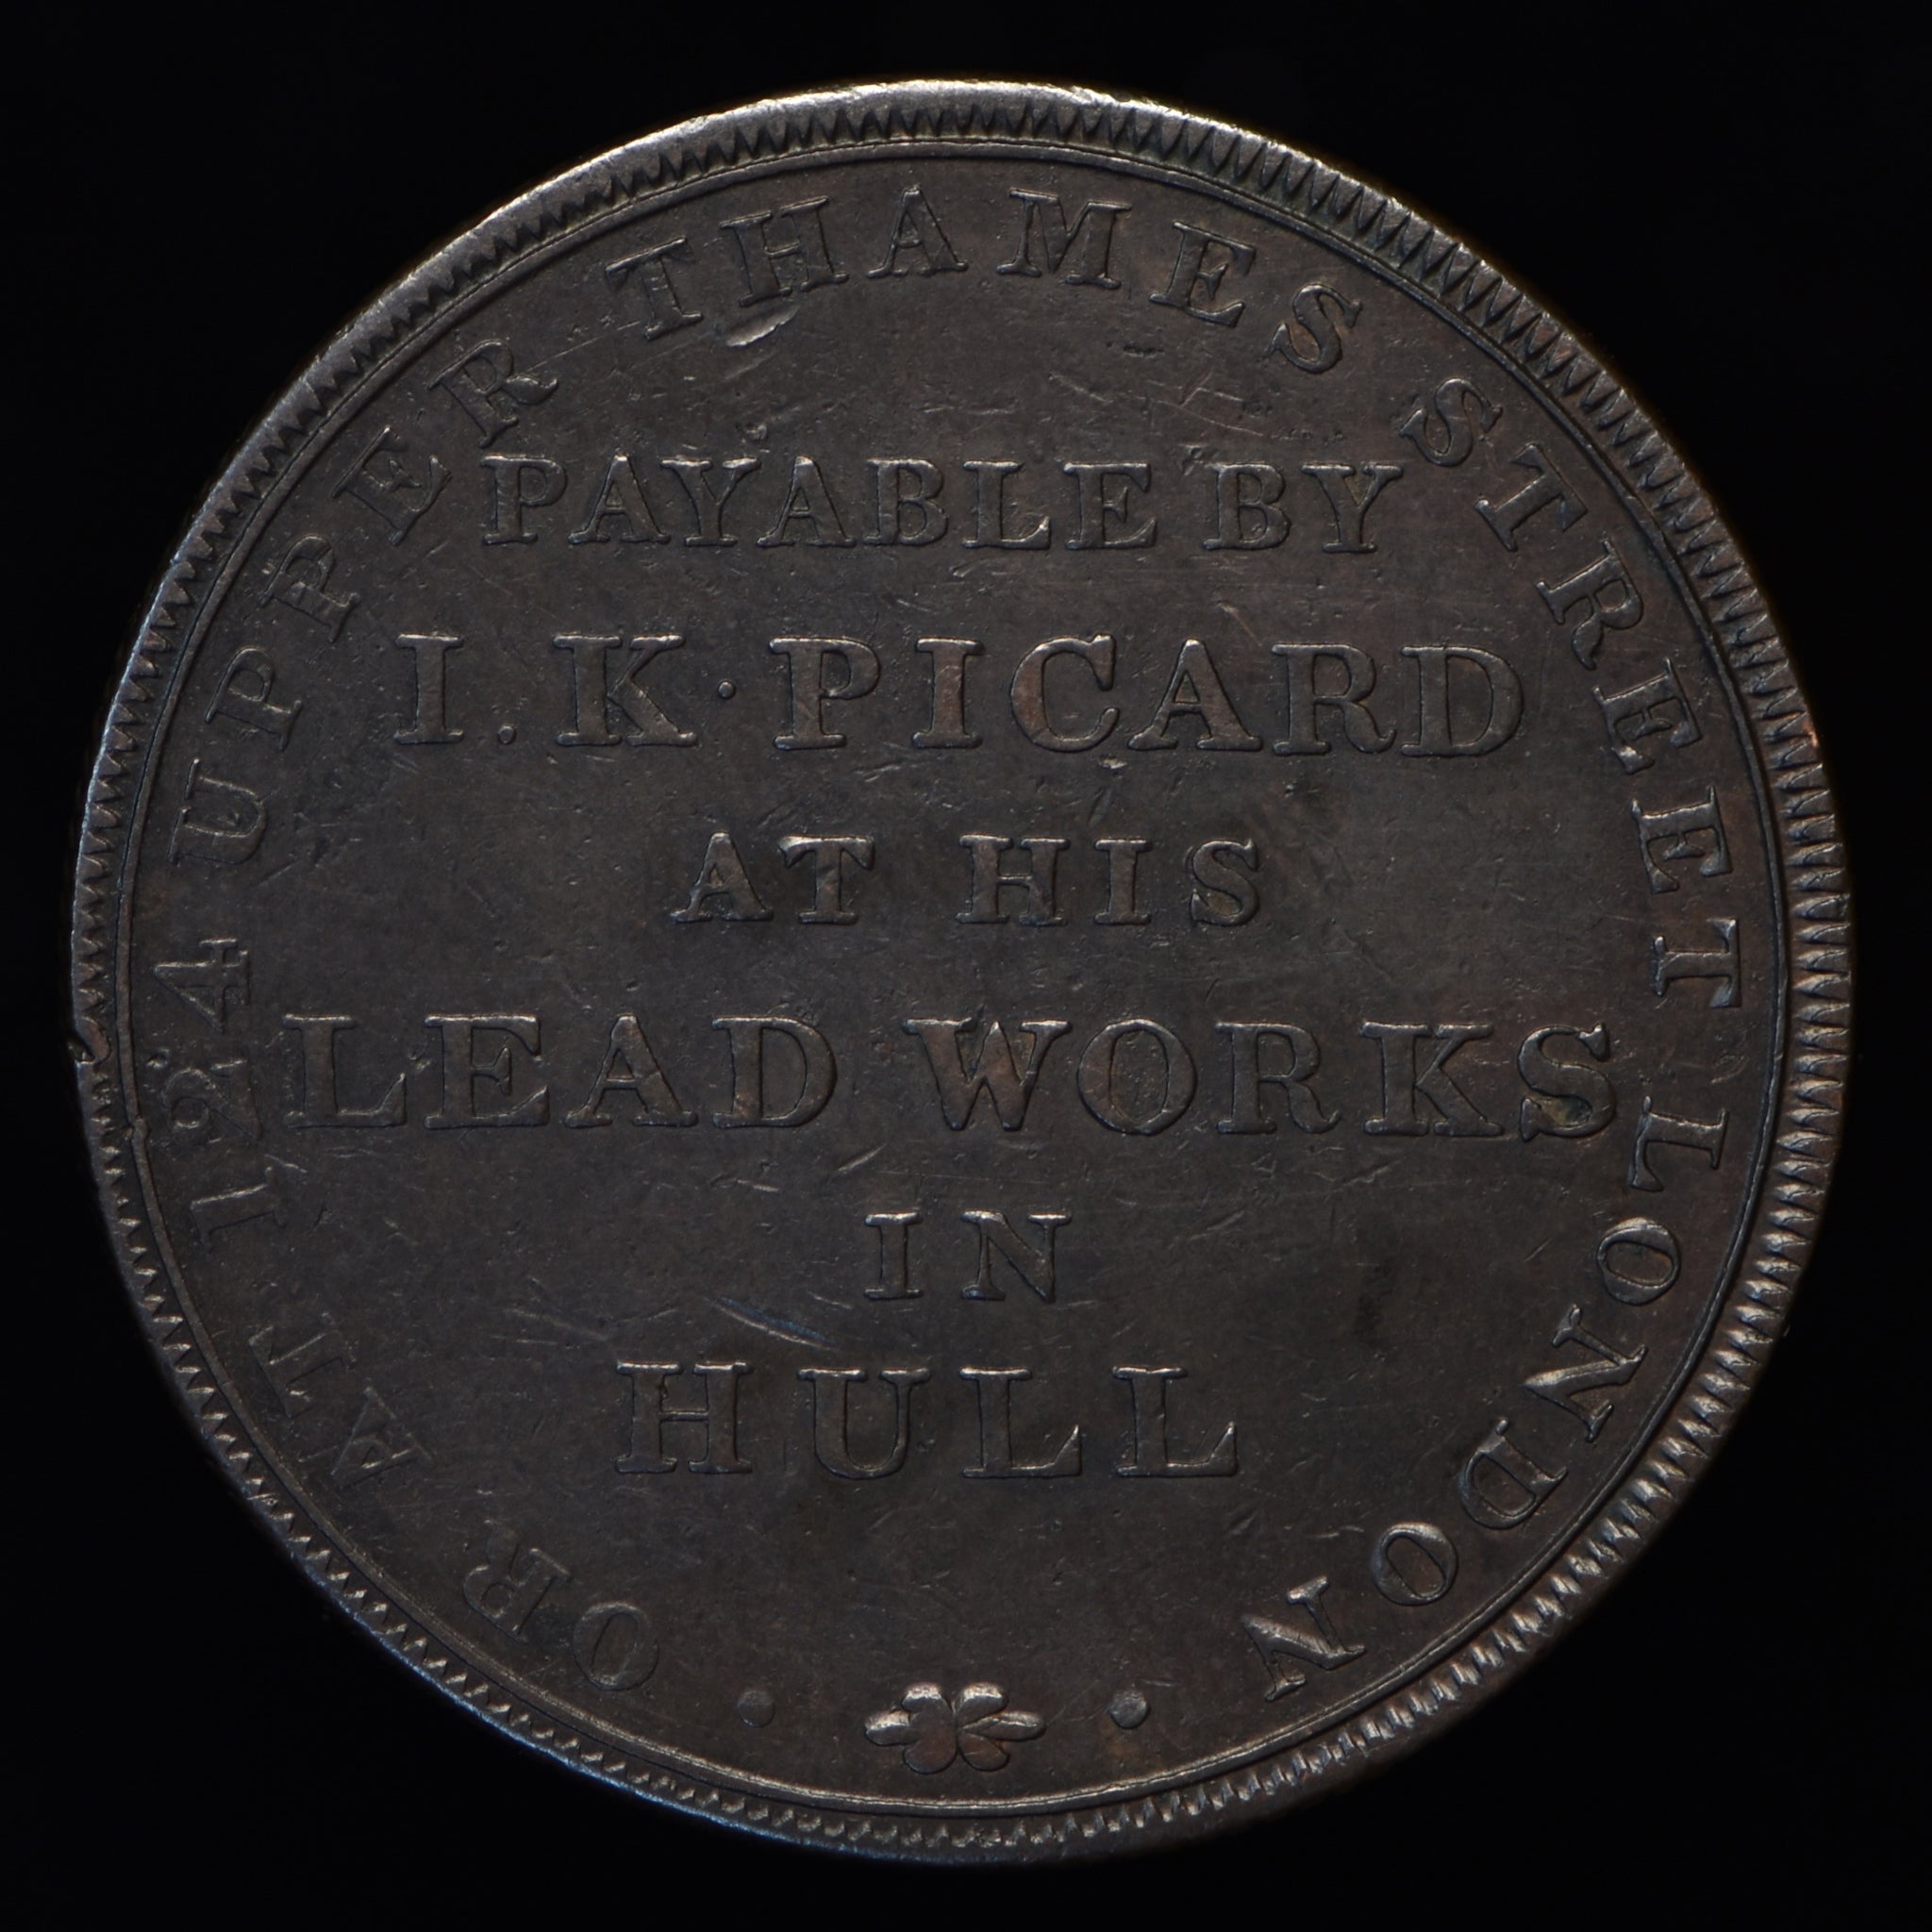 PAYABLE BY
I. K· PICARD
AT HIS
LEAD WORKS
IN
HULL
OR AT 124 UPPER THAMES STREET LONDON